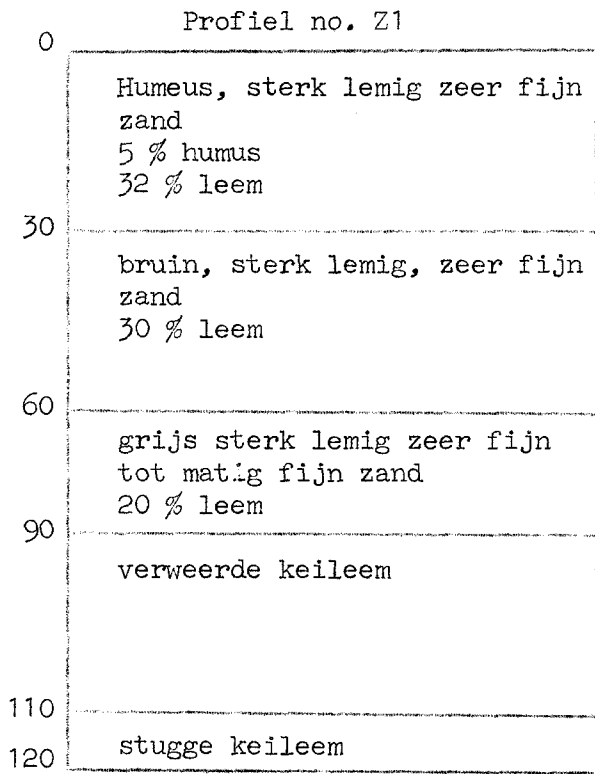 Profiel no. Z1
0
Humeus, sterk lemig zeer fijn
zand
5 % humus
32 % leem
30
bruin, sterk lemig, zeer fijn
zand
30 % leem
60
grijs sterk lemig zeer fijn
tot matig fijn zand
20 % leem
90
verweerde keileem
110
stugge keileem
120